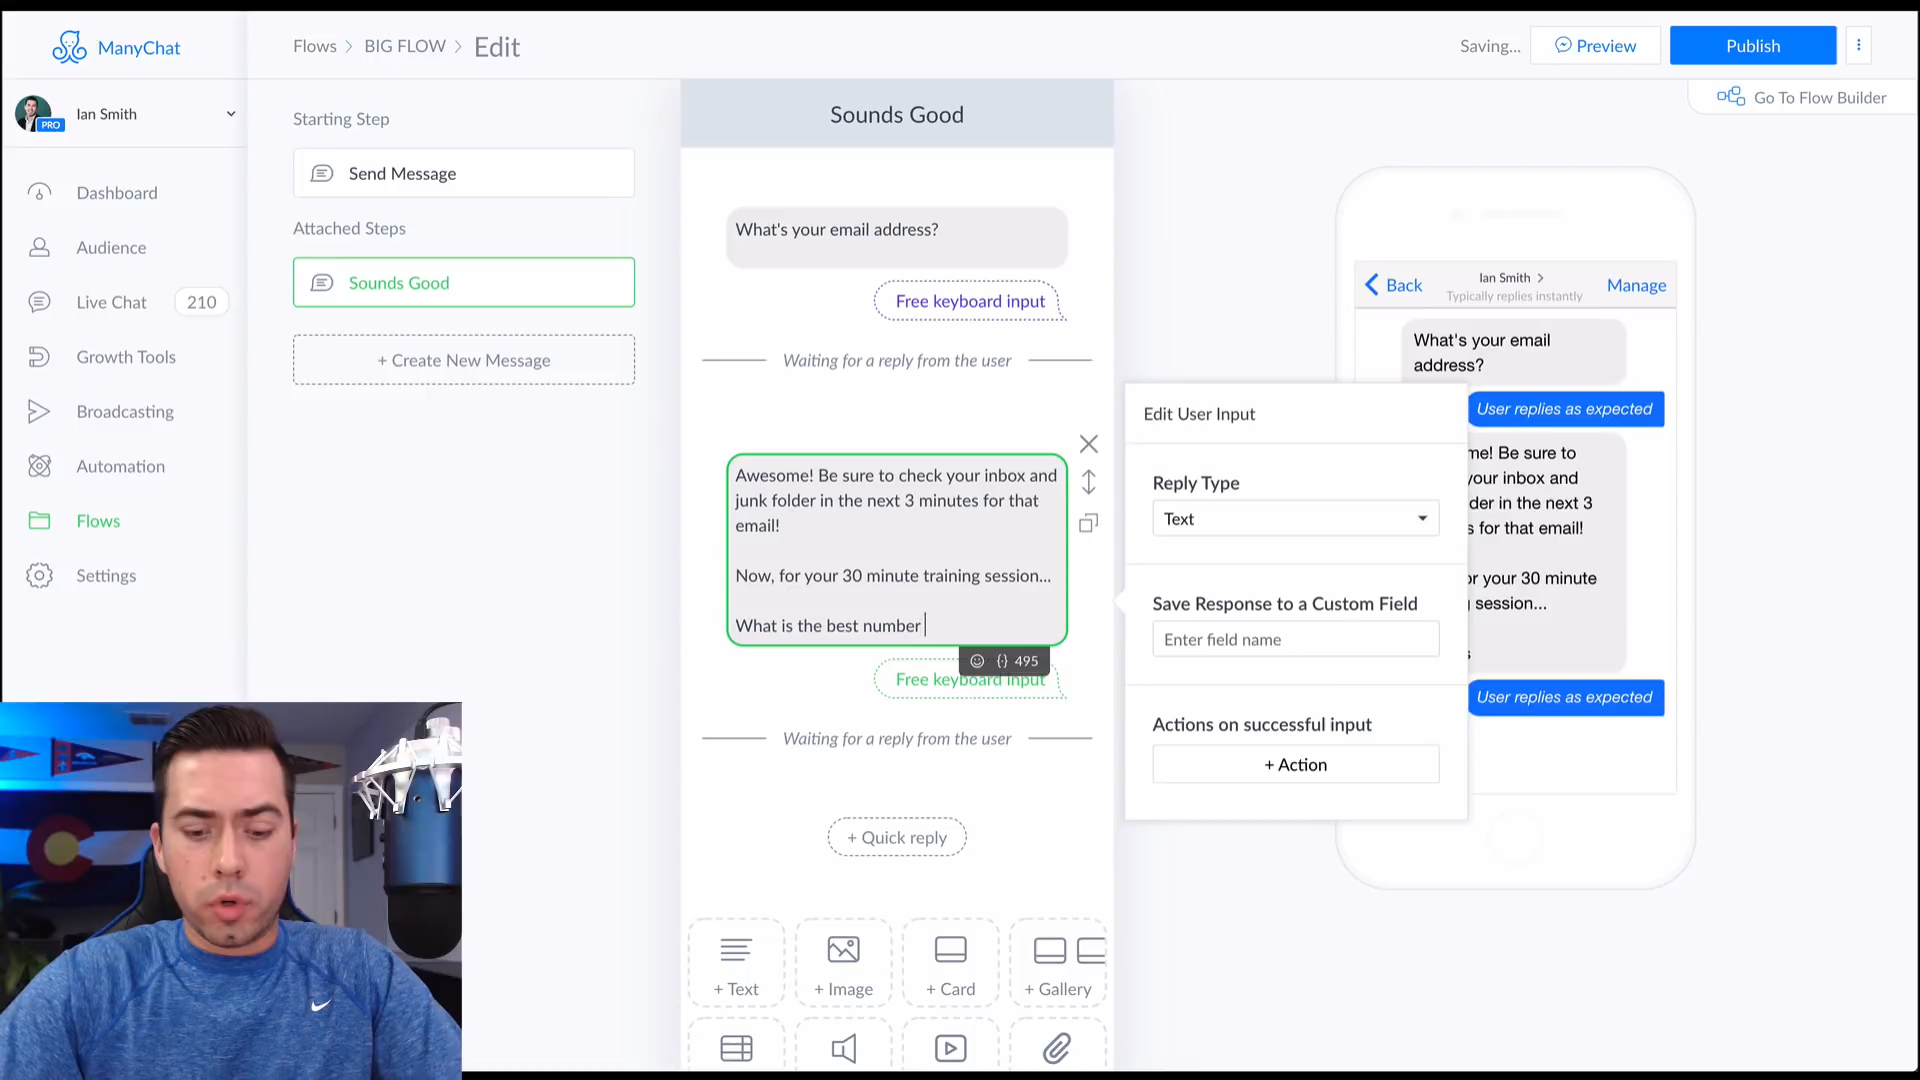 ManyChat
Flows > BIG FLOW > Edit
Saving...
Preview
Publish
PRO
Ian Smith
Go To Flow Builder
Dashboard
Audience
Live Chat 210
Growth Tools
Broadcasting
Automation
Flows
Settings
Starting Step
Send Message
Attached Steps
Sounds Good
+ Create New Message
Sounds Good
What's your email address?
Free keyboard input
Waiting for a reply from the user
Awesome! Be sure to check your inbox and
junk folder in the next 3 minutes for that
email!
Now, for your 30 minute training session...
What is the best number
{} 495
Free keyboard input
Waiting for a reply from the user
+ Quick reply
+ Text
+ Image
+ Card
+ Gallery
Edit User Input
Reply Type
Text
Save Response to a Custom Field
Enter field name
Actions on successful input
+ Action
Back
Ian Smith >
Typically replies instantly
Manage
What's your email
address?
User replies as expected
me! Be sure to
your inbox and
der in the next 3
s for that email!
or your 30 minute
session...
s
User replies as expected